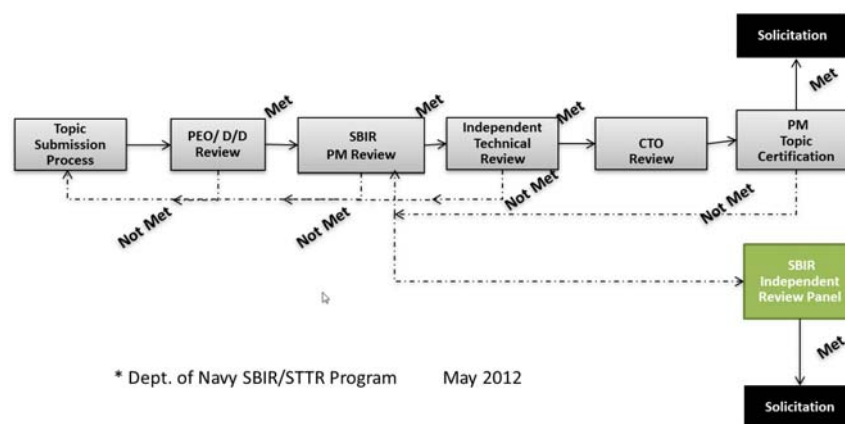 Solicitation
Met
Met
Met
Met
Topic
Submission
Process
PEO/ D/D
Review
SBIR
PM Review
Independent
Technical
Review
CTO
Review
PM
Topic
Certification
Not Met
Not Met
Not Met
Not Met
SBIR
Independent
Review Panel
Met
* Dept. of Navy SBIR/STTR Program May 2012
Solicitation